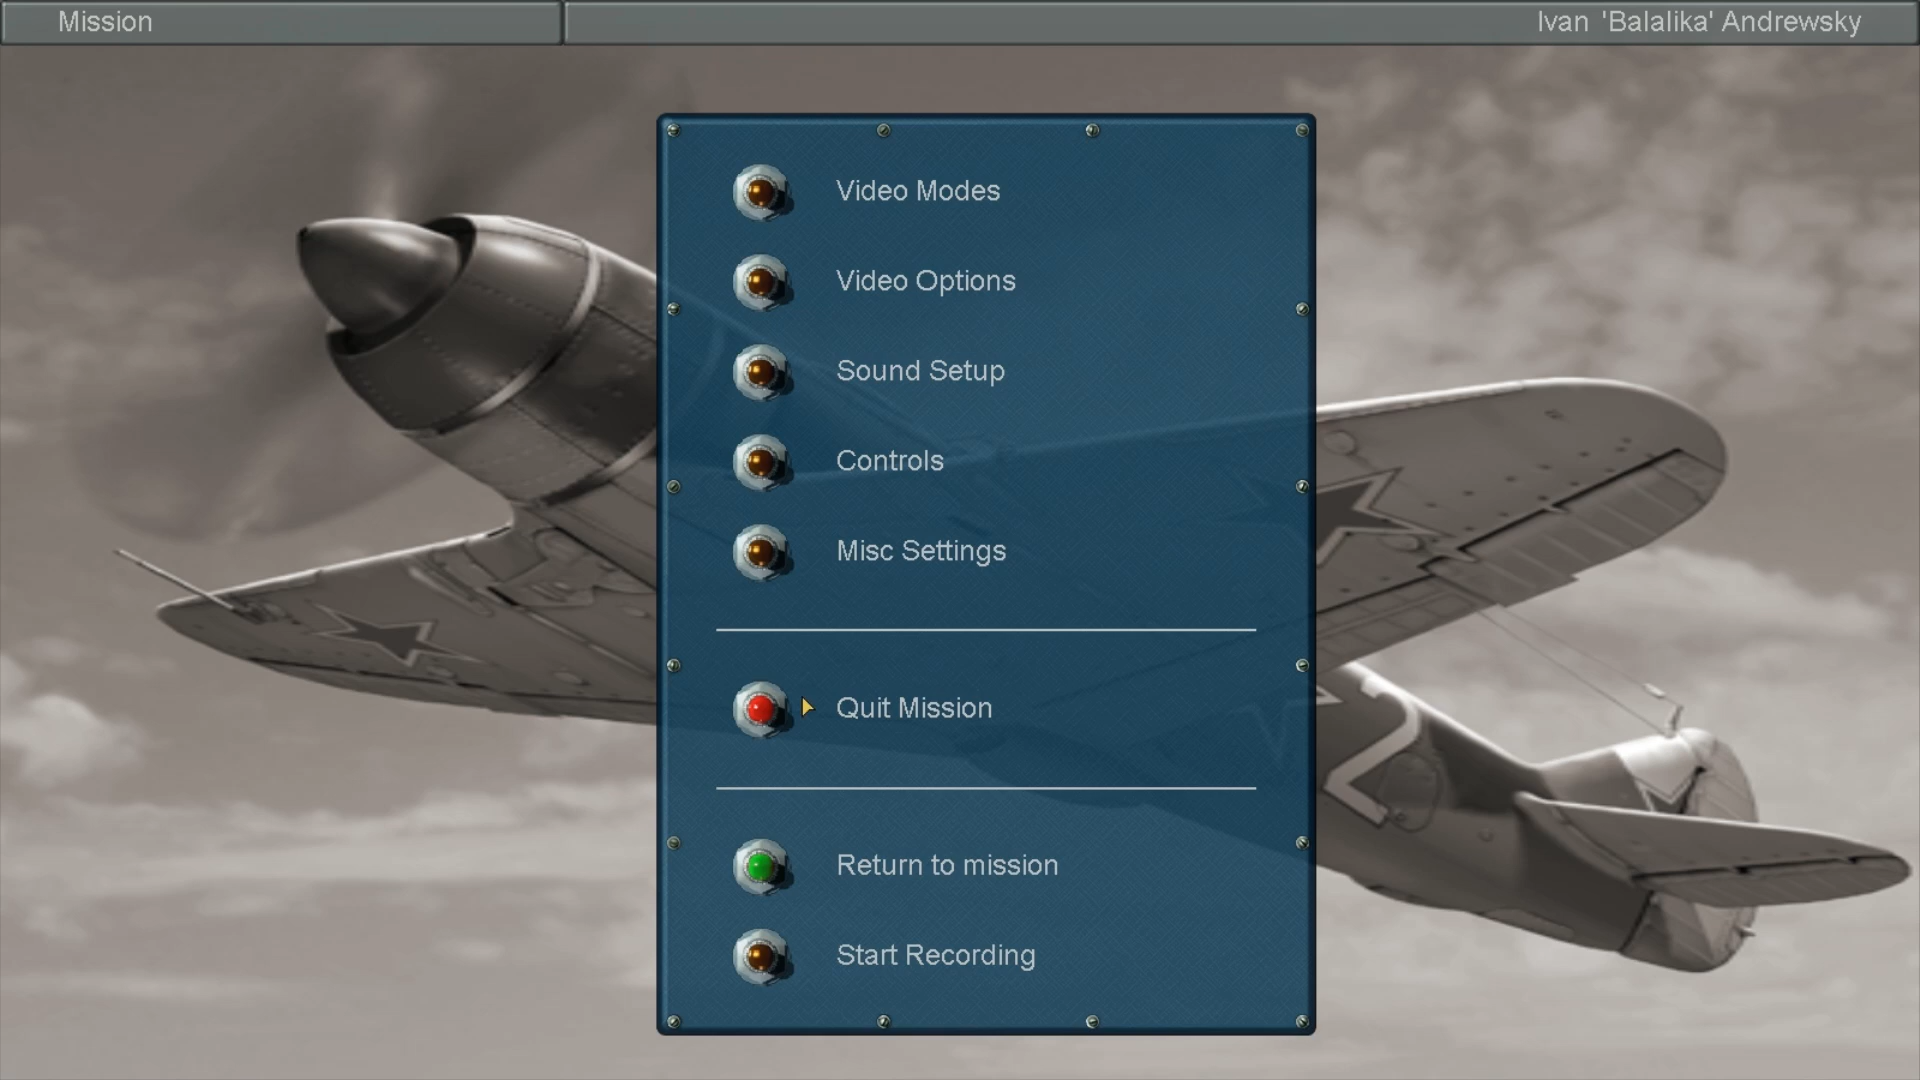 Mission
Ivan 'Balalika' Andrewsky
Video Modes
Video Options
Sound Setup
Controls
Misc Settings
Quit Mission
Return to mission
Start Recording